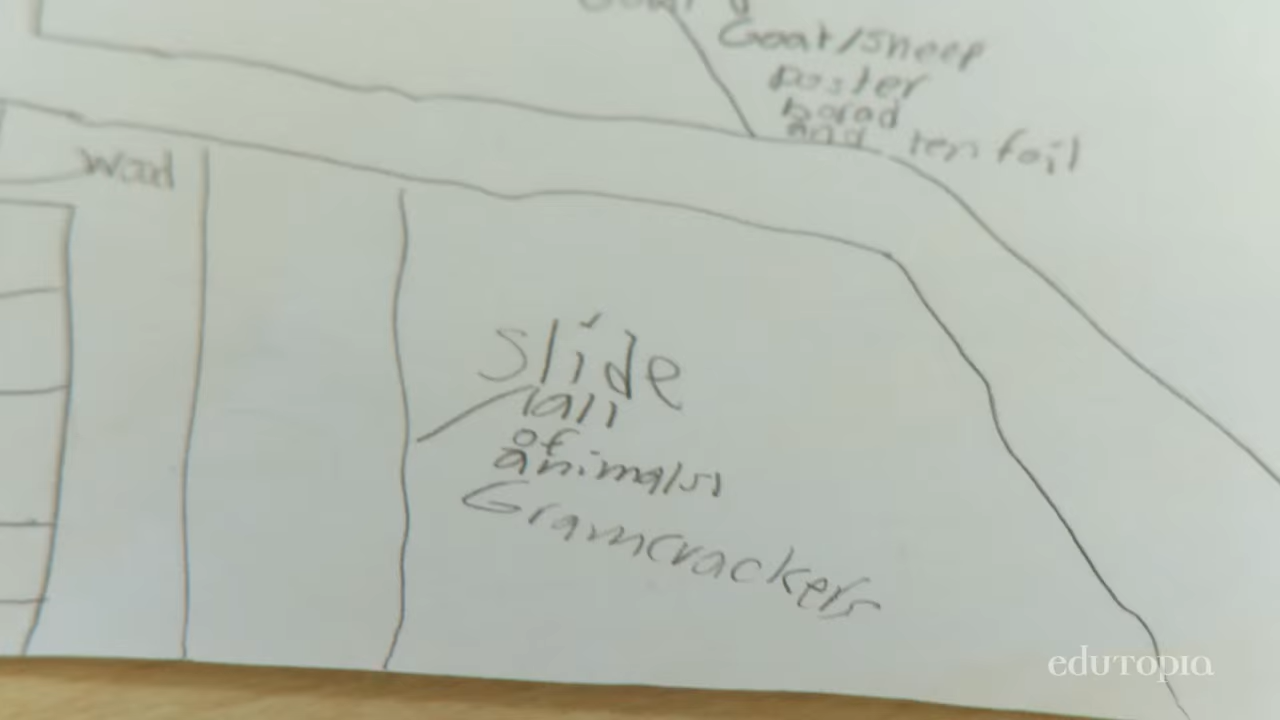 Goat/sheep
poster
borad
and ten foil
Wood
slide
(all
of
animals)
Gramcrackers
edutopia